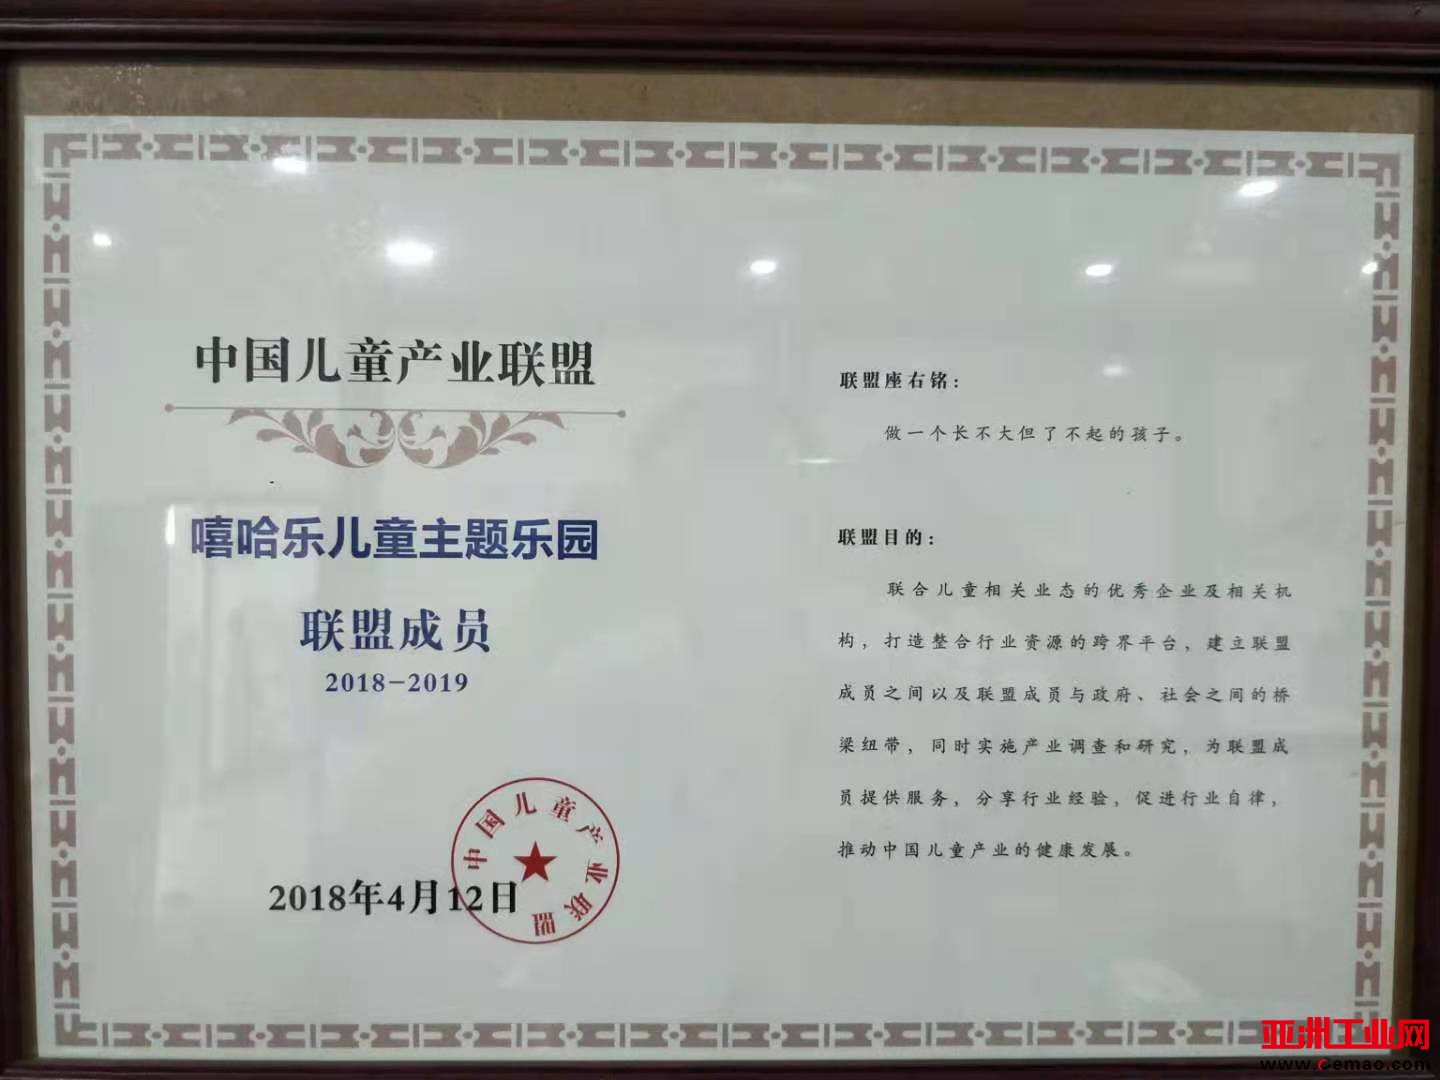 中国儿童产业联盟
嘻哈乐儿童主题乐园
联盟成员
2018-2019
中国儿童产业联盟
2018年4月12日
联盟座右铭：
做一个长不大但了不起的孩子。
联盟目的：
联合儿童相关业态的优秀企业及相关机
构，打造整合行业资源的跨界平台，建立联盟
成员之间以及联盟成员与政府、社会之间的桥
梁纽带，同时实施产业调查和研究，为联盟成
员提供服务，分享行业经验，促进行业自律，
推动中国儿童产业的健康发展。
亚洲工业网
www.Cemao.com